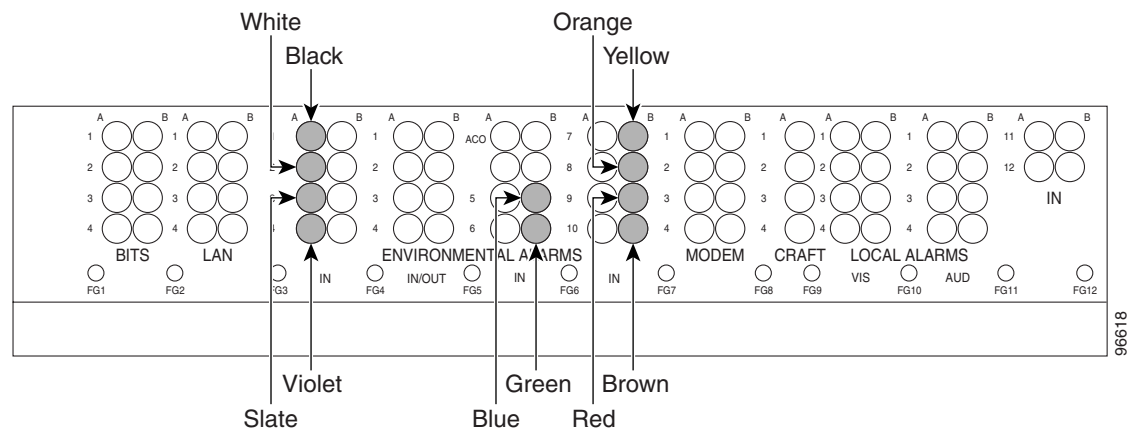 White Orange
Black Yellow
A B A B A B A B A B A B A B A A B A B A B
1 1 1 ACO 7 1 1 1 1 11
2 2 2 8 2 2 2 2 12
3 3 3 5 9 3 3 3 3 IN
4 4 4 6 10 4 4 4 4
BITS LAN ENVIRONMENTAL ALARMS MODEM CRAFT LOCAL ALARMS
IN IN/OUT IN IN VIS AUD
FG1 FG2 FG3 FG4 FG5 FG6 FG7 FG8 FG9 FG10 FG11 FG12
96618
Violet Green Brown
Slate Blue Red